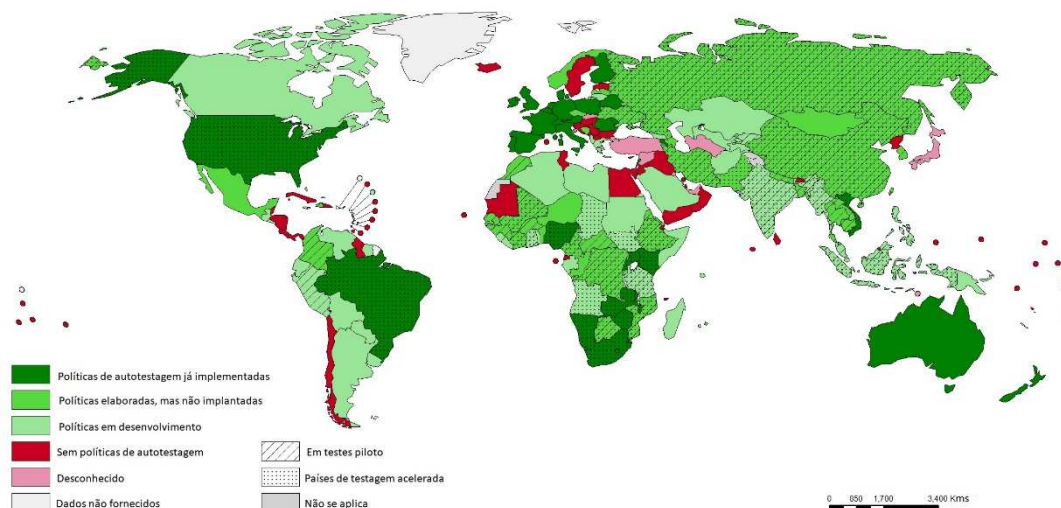 Políticas de autotestagem já implementadas
Políticas elaboradas, mas não implantadas
Políticas em desenvolvimento
Sem políticas de autotestagem
Desconhecido
Dados não fornecidos
Em testes piloto
Países de testagem acelerada
Não se aplica
0 850 1,700 3,400 Kms